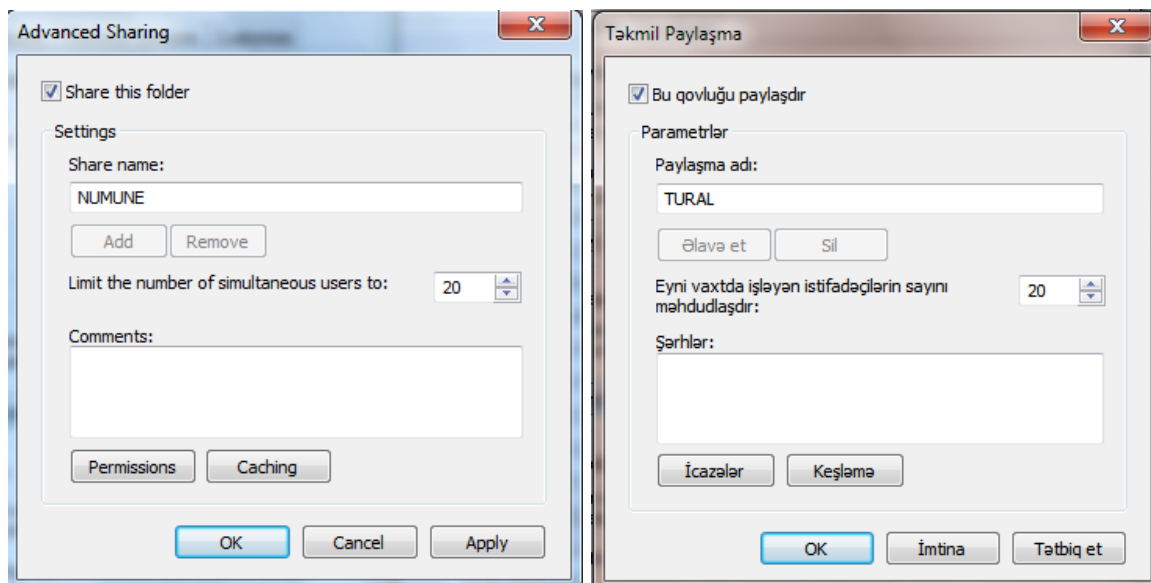 Advanced Sharing
Share this folder
Settings
Share name:
NUMUNE
Add Remove
Limit the number of simultaneous users to: 20
Comments:
Permissions Caching
OK Cancel Apply
Təkmil Paylaşma
Bu qovluğu paylaşdır
Parametrlər
Paylaşma adı:
TURAL
Əlavə et Sil
Eyni vaxtda işləyən istifadəçilərin sayını 20
məhdudlaşdır:
Şərhlər:
İcazələr Keşləmə
OK İmtina Tətbiq et